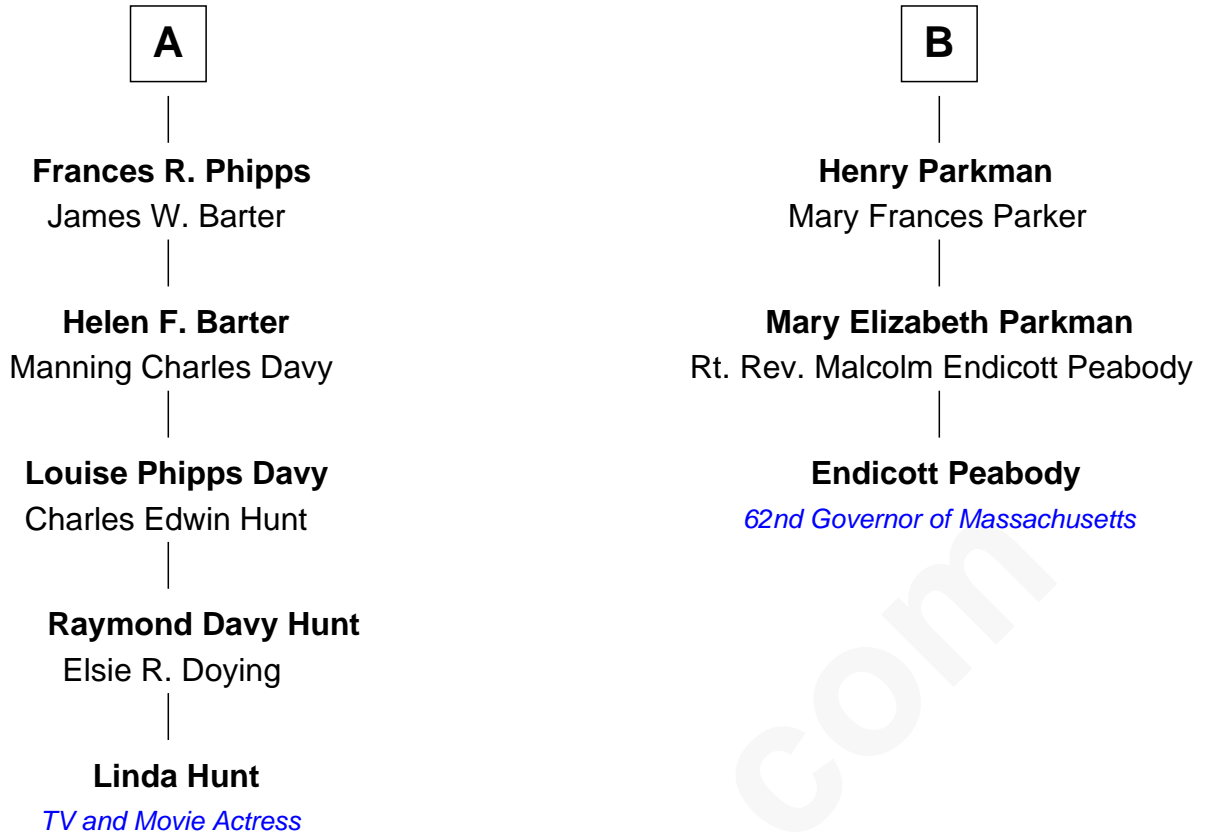 A
Frances R. Phipps
James W. Barter
Helen F. Barter
Manning Charles Davy
Louise Phipps Davy
Charles Edwin Hunt
Raymond Davy Hunt
Elsie R. Doying
Linda Hunt
TV and Movie Actress
B
Henry Parkman
Mary Frances Parker
Mary Elizabeth Parkman
Rt. Rev. Malcolm Endicott Peabody
Endicott Peabody
62nd Governor of Massachusetts
com